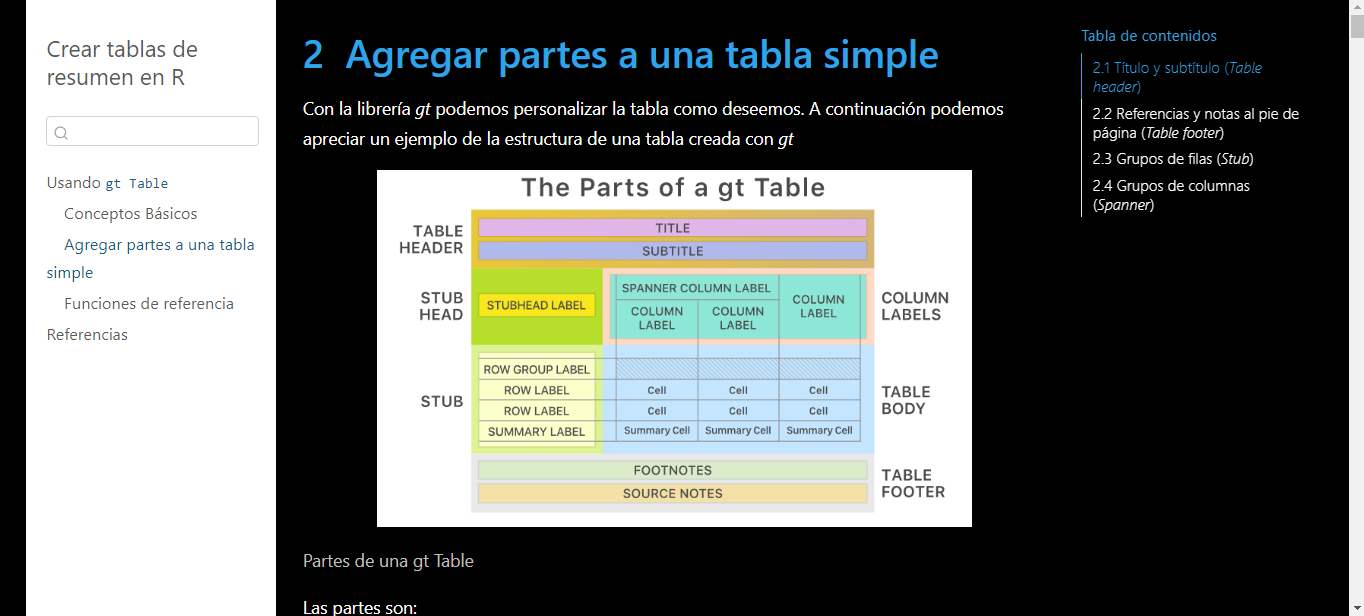 Crear tablas de
resumen en R
Usando gt Table
Conceptos Básicos
Agregar partes a una tabla
simple
Funciones de referencia
Referencias
2 Agregar partes a una tabla simple
Con la librería gt podemos personalizar la tabla como deseemos. A continuación podemos
apreciar un ejemplo de la estructura de una tabla creada con gt
The Parts of a gt Table
TABLE
HEADER
TITLE
SUBTITLE
STUB
HEAD
STUBHEAD LABEL
SPANNER COLUMN LABEL
COLUMN
LABEL
COLUMN
LABEL
COLUMN
LABEL
COLUMN
LABELS
STUB
ROW GROUP LABEL
ROW LABEL
Cell Cell Cell
ROW LABEL
Cell Cell Cell
SUMMARY LABEL
Summary Cell Summary Cell Summary Cell
TABLE
BODY
FOOTNOTES
SOURCE NOTES
TABLE
FOOTER
Partes de una gt Table
Las partes son:
Tabla de contenidos
2.1 Título y subtítulo (Table
header)
2.2 Referencias y notas al pie de
página (Table footer)
2.3 Grupos de filas (Stub)
2.4 Grupos de columnas
(Spanner)